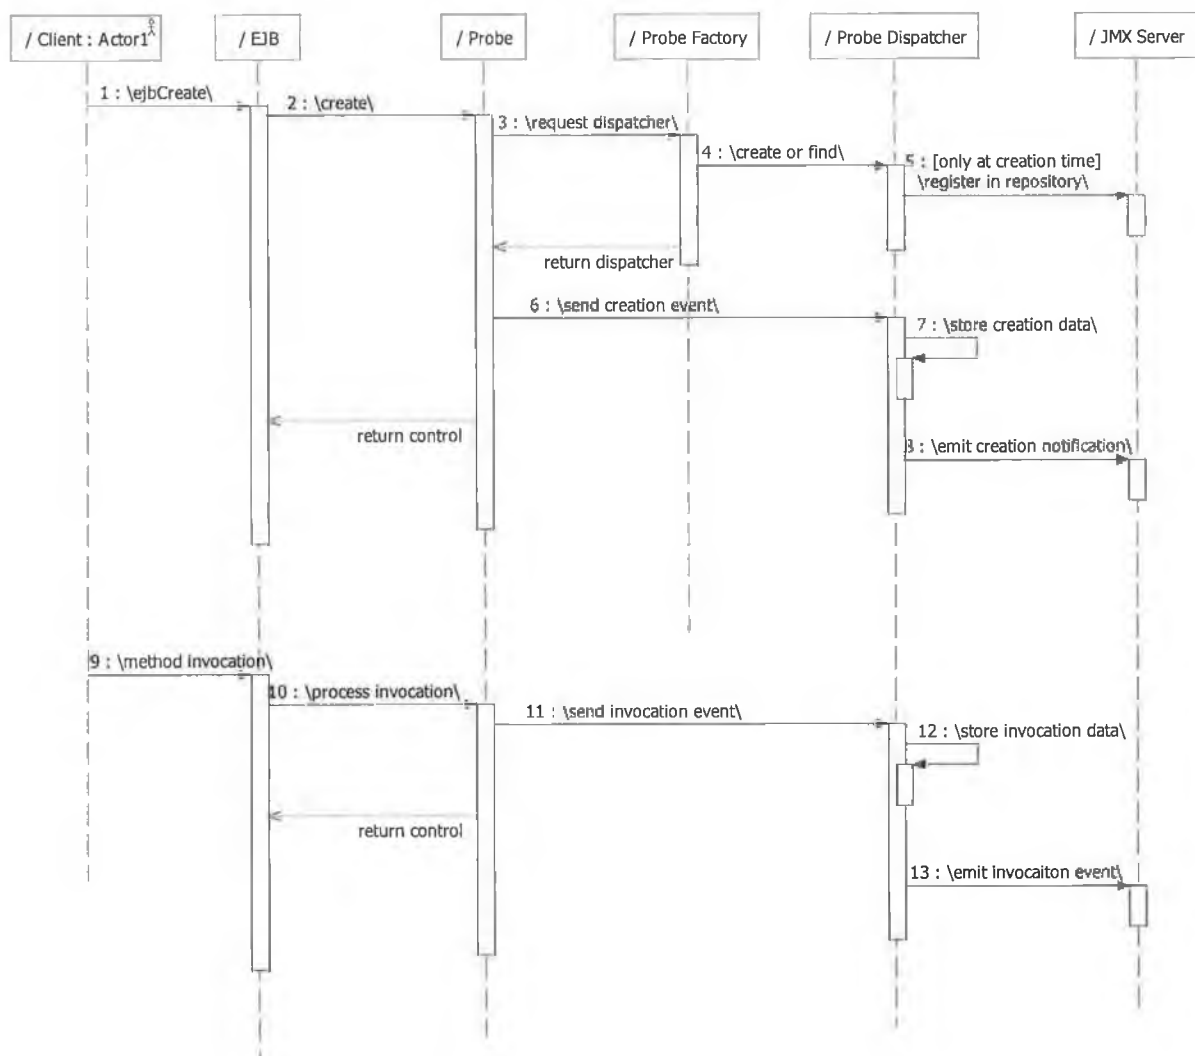 / Client : Actor1
/ EJB
/ Probe
/ Probe Factory
/ Probe Dispatcher
/ JMX Server
1 : \ejbCreate\
2 : \create\
3 : \request dispatcher\
4 : \create or find\
5 : [only at creation time]
\register in repository\
return dispatcher
6 : \send creation event\
7 : \store creation data\
return control
8 : \emit creation notification\
9 : \method invocation\
10 : \process invocation\
11 : \send invocation event\
12 : \store invocation data\
return control
13 : \emit invocaiton event\